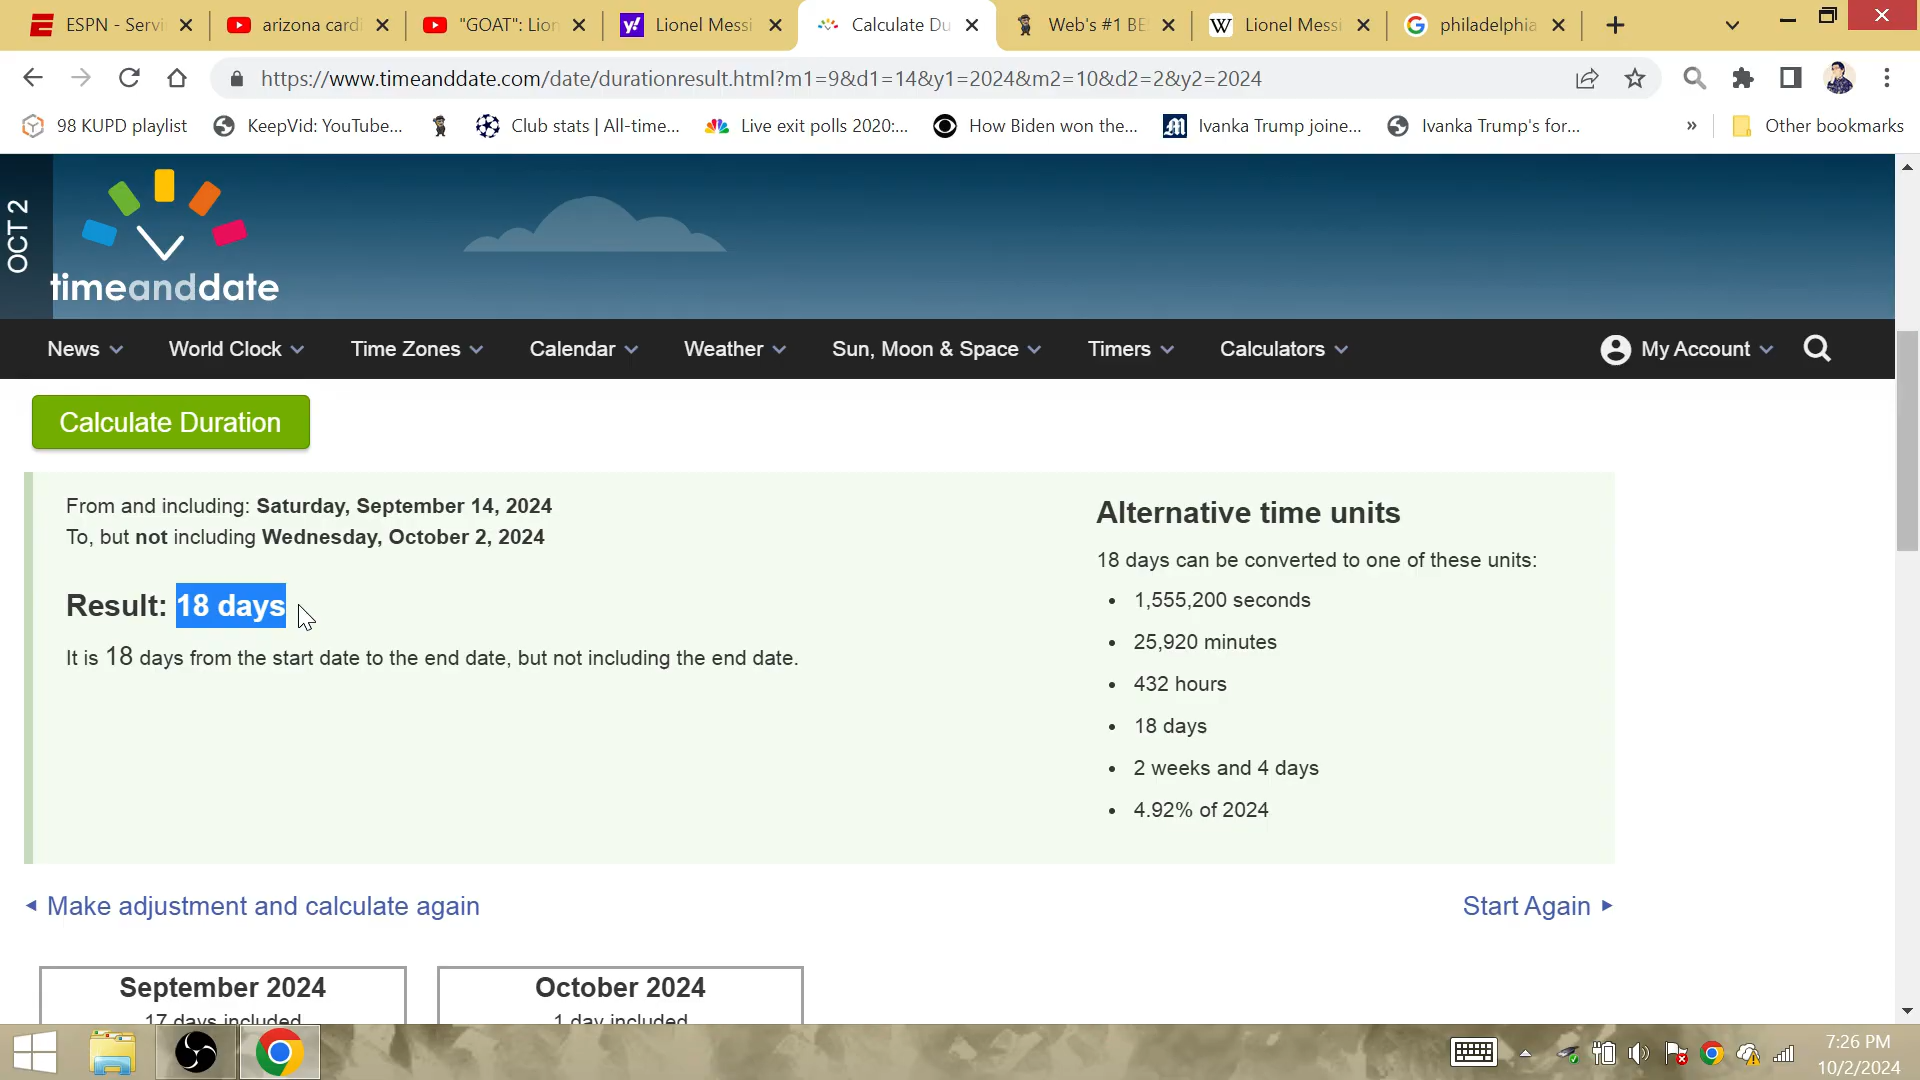 ESPN - Servi
arizona cardi
"GOAT": Lion
Lionel Messi
Calculate Du
Web's #1 BE
Lionel Messi
philadelphia
https://www.timeanddate.com/date/durationresult.html?m1=9&d1=14&y1=2024&m2=10&d2=2&y2=2024
98 KUPD playlist
KeepVid: YouTube...
Club stats | All-time...
Live exit polls 2020:...
How Biden won the...
Ivanka Trump joine...
Ivanka Trump's for...
»
Other bookmarks
OCT 2
timeanddate
News
World Clock
Time Zones
Calendar
Weather
Sun, Moon & Space
Timers
Calculators
My Account
Calculate Duration
From and including: Saturday, September 14, 2024
To, but not including Wednesday, October 2, 2024
Result: 18 days
It is 18 days from the start date to the end date, but not including the end date.
Alternative time units
18 days can be converted to one of these units:
• 1,555,200 seconds
• 25,920 minutes
• 432 hours
• 18 days
• 2 weeks and 4 days
• 4.92% of 2024
Make adjustment and calculate again
Start Again
September 2024
17 days included
October 2024
1 day included
7:26 PM
10/2/2024